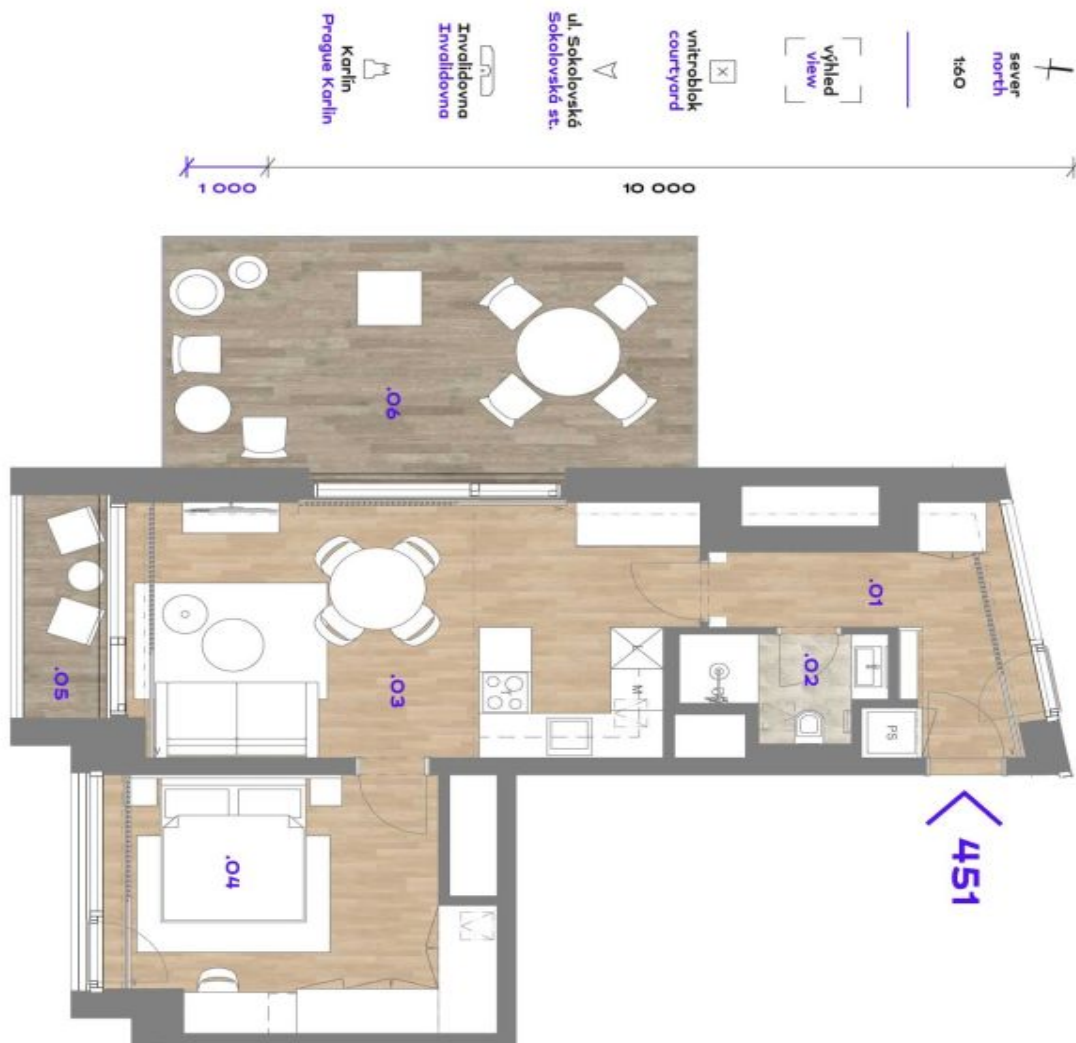 sever
north
1:60
výhled
view
vnitroblok
courtyard
ul. Sokolovská
Sokolovská st.
Invalidovna
Invalidovna
Karlín
Prague Karlín
1 000
10 000
.06
.05
.03
.01
.02
.04
M
PS
451